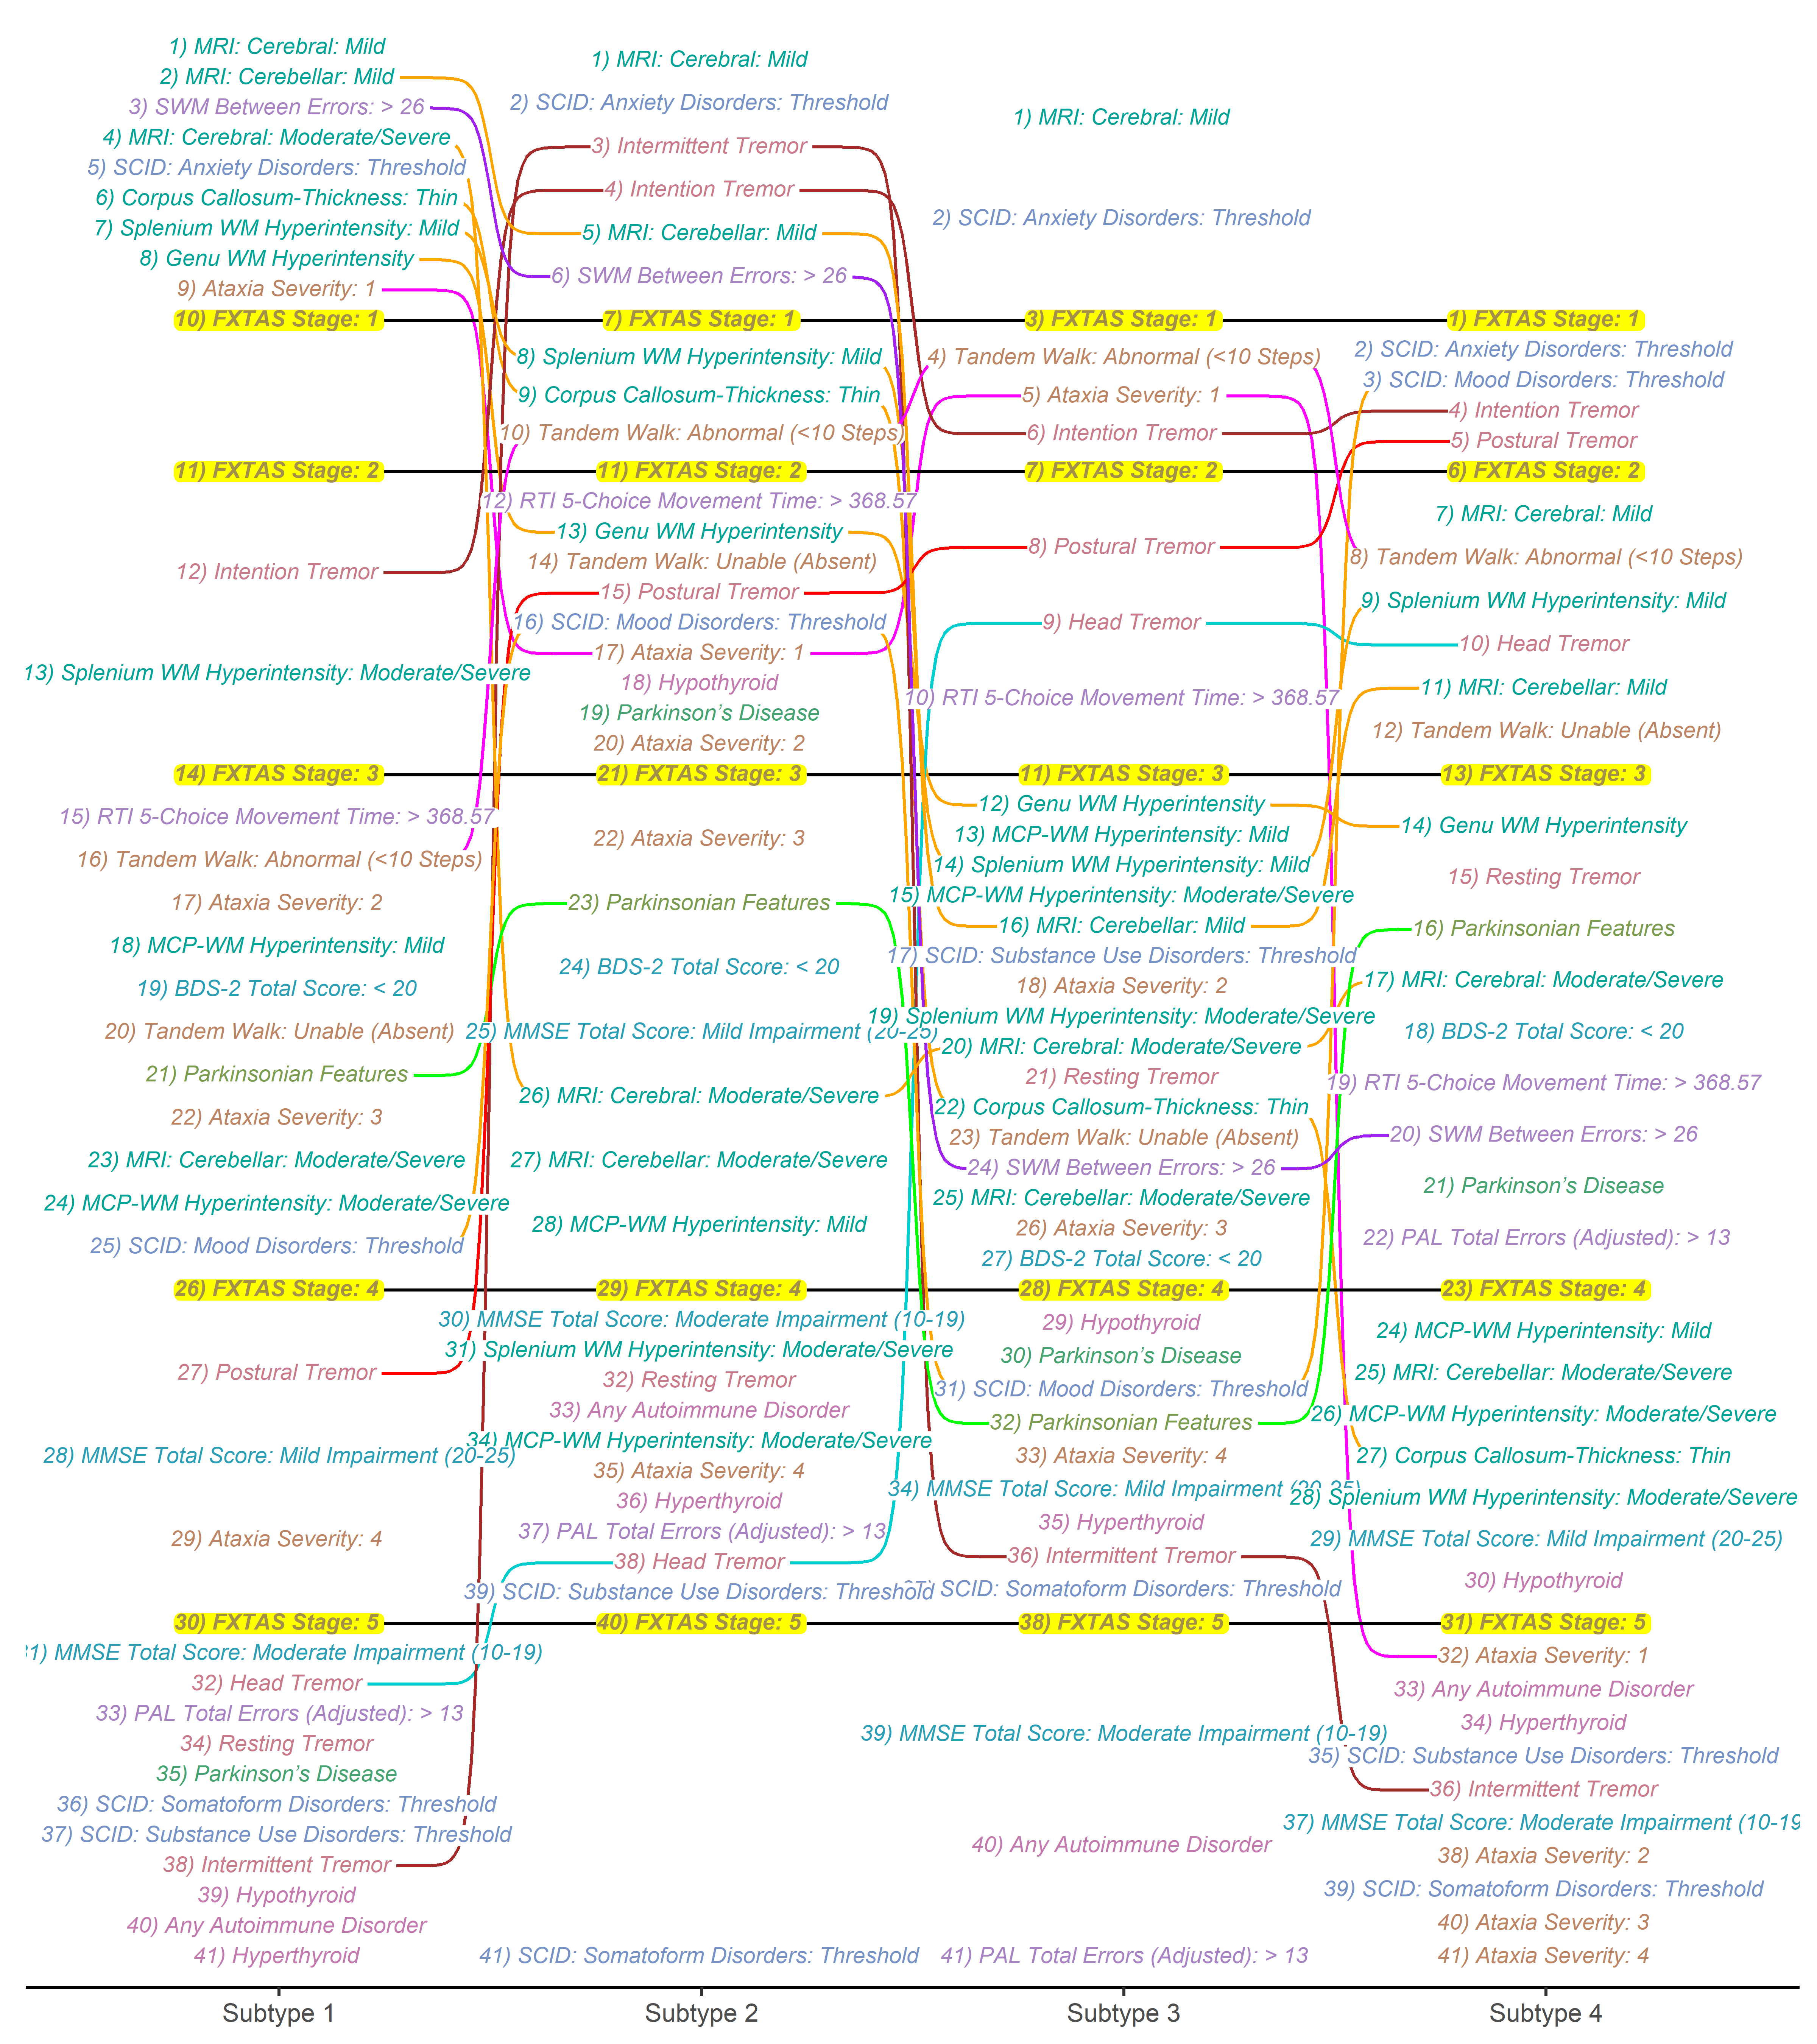 1) MRI: Cerebral: Mild
2) MRI: Cerebellar: Mild
3) SWM Between Errors: > 26
4) MRI: Cerebral: Moderate/Severe
5) SCID: Anxiety Disorders: Threshold
6) Corpus Callosum-Thickness: Thin
7) Splenium WM Hyperintensity: Mild
8) Genu WM Hyperintensity
9) Ataxia Severity: 1
10) FXTAS Stage: 1
11) FXTAS Stage: 2
12) Intention Tremor
13) Splenium WM Hyperintensity: Moderate/Severe
14) FXTAS Stage: 3
15) RTI 5-Choice Movement Time: > 368.57
16) Tandem Walk: Abnormal (<10 Steps)
17) Ataxia Severity: 2
18) MCP-WM Hyperintensity: Mild
19) BDS-2 Total Score: < 20
20) Tandem Walk: Unable (Absent)
21) Parkinsonian Features
22) Ataxia Severity: 3
23) MRI: Cerebellar: Moderate/Severe
24) MCP-WM Hyperintensity: Moderate/Severe
25) SCID: Mood Disorders: Threshold
26) FXTAS Stage: 4
27) Postural Tremor
28) MMSE Total Score: Mild Impairment (20-25)
29) Ataxia Severity: 4
30) FXTAS Stage: 5
31) MMSE Total Score: Moderate Impairment (10-19)
32) Head Tremor
33) PAL Total Errors (Adjusted): > 13
34) Resting Tremor
35) Parkinson's Disease
36) SCID: Somatoform Disorders: Threshold
37) SCID: Substance Use Disorders: Threshold
38) Intermittent Tremor
39) Hypothyroid
40) Any Autoimmune Disorder
41) Hyperthyroid
Subtype 1
1) MRI: Cerebral: Mild
2) SCID: Anxiety Disorders: Threshold
3) Intermittent Tremor
4) Intention Tremor
5) MRI: Cerebellar: Mild
6) SWM Between Errors: > 26
7) FXTAS Stage: 1
8) Splenium WM Hyperintensity: Mild
9) Corpus Callosum-Thickness: Thin
10) Tandem Walk: Abnormal (<10 Steps)
11) FXTAS Stage: 2
12) RTI 5-Choice Movement Time: > 368.57
13) Genu WM Hyperintensity
14) Tandem Walk: Unable (Absent)
15) Postural Tremor
16) SCID: Mood Disorders: Threshold
17) Ataxia Severity: 1
18) Hypothyroid
19) Parkinson's Disease
20) Ataxia Severity: 2
21) FXTAS Stage: 3
22) Ataxia Severity: 3
23) Parkinsonian Features
24) BDS-2 Total Score: < 20
25) MMSE Total Score: Mild Impairment (20-25)
26) MRI: Cerebral: Moderate/Severe
27) MRI: Cerebellar: Moderate/Severe
28) MCP-WM Hyperintensity: Mild
29) FXTAS Stage: 4
30) MMSE Total Score: Moderate Impairment (10-19)
31) Splenium WM Hyperintensity: Moderate/Severe
32) Resting Tremor
33) Any Autoimmune Disorder
34) MCP-WM Hyperintensity: Moderate/Severe
35) Ataxia Severity: 4
36) Hyperthyroid
37) PAL Total Errors (Adjusted): > 13
38) Head Tremor
39) SCID: Substance Use Disorders: Threshold
40) FXTAS Stage: 5
41) SCID: Somatoform Disorders: Threshold
Subtype 2
1) MRI: Cerebral: Mild
2) SCID: Anxiety Disorders: Threshold
3) FXTAS Stage: 1
4) Tandem Walk: Abnormal (<10 Steps)
5) Ataxia Severity: 1
6) Intention Tremor
7) FXTAS Stage: 2
8) Postural Tremor
9) Head Tremor
10) RTI 5-Choice Movement Time: > 368.57
11) FXTAS Stage: 3
12) Genu WM Hyperintensity
13) MCP-WM Hyperintensity: Mild
14) Splenium WM Hyperintensity: Mild
15) MCP-WM Hyperintensity: Moderate/Severe
16) MRI: Cerebellar: Mild
17) SCID: Substance Use Disorders: Threshold
18) Ataxia Severity: 2
19) Splenium WM Hyperintensity: Moderate/Severe
20) MRI: Cerebral: Moderate/Severe
21) Resting Tremor
22) Corpus Callosum-Thickness: Thin
23) Tandem Walk: Unable (Absent)
24) SWM Between Errors: > 26
25) MRI: Cerebellar: Moderate/Severe
26) Ataxia Severity: 3
27) BDS-2 Total Score: < 20
28) FXTAS Stage: 4
29) Hypothyroid
30) Parkinson's Disease
31) SCID: Mood Disorders: Threshold
32) Parkinsonian Features
33) Ataxia Severity: 4
34) MMSE Total Score: Mild Impairment (20-25)
35) Hyperthyroid
36) Intermittent Tremor
SCID: Somatoform Disorders: Threshold
38) FXTAS Stage: 5
39) MMSE Total Score: Moderate Impairment (10-19)
40) Any Autoimmune Disorder
41) PAL Total Errors (Adjusted): > 13
Subtype 3
1) FXTAS Stage: 1
2) SCID: Anxiety Disorders: Threshold
3) SCID: Mood Disorders: Threshold
4) Intention Tremor
5) Postural Tremor
6) FXTAS Stage: 2
7) MRI: Cerebral: Mild
8) Tandem Walk: Abnormal (<10 Steps)
9) Splenium WM Hyperintensity: Mild
10) Head Tremor
11) MRI: Cerebellar: Mild
12) Tandem Walk: Unable (Absent)
13) FXTAS Stage: 3
14) Genu WM Hyperintensity
15) Resting Tremor
16) Parkinsonian Features
17) MRI: Cerebral: Moderate/Severe
18) BDS-2 Total Score: < 20
19) RTI 5-Choice Movement Time: > 368.57
20) SWM Between Errors: > 26
21) Parkinson's Disease
22) PAL Total Errors (Adjusted): > 13
23) FXTAS Stage: 4
24) MCP-WM Hyperintensity: Mild
25) MRI: Cerebellar: Moderate/Severe
26) MCP-WM Hyperintensity: Moderate/Severe
27) Corpus Callosum-Thickness: Thin
28) Splenium WM Hyperintensity: Moderate/Severe
29) MMSE Total Score: Mild Impairment (20-25)
30) Hypothyroid
31) FXTAS Stage: 5
32) Ataxia Severity: 1
33) Any Autoimmune Disorder
34) Hyperthyroid
35) SCID: Substance Use Disorders: Threshold
36) Intermittent Tremor
37) MMSE Total Score: Moderate Impairment (10-19
38) Ataxia Severity: 2
39) SCID: Somatoform Disorders: Threshold
40) Ataxia Severity: 3
41) Ataxia Severity: 4
Subtype 4